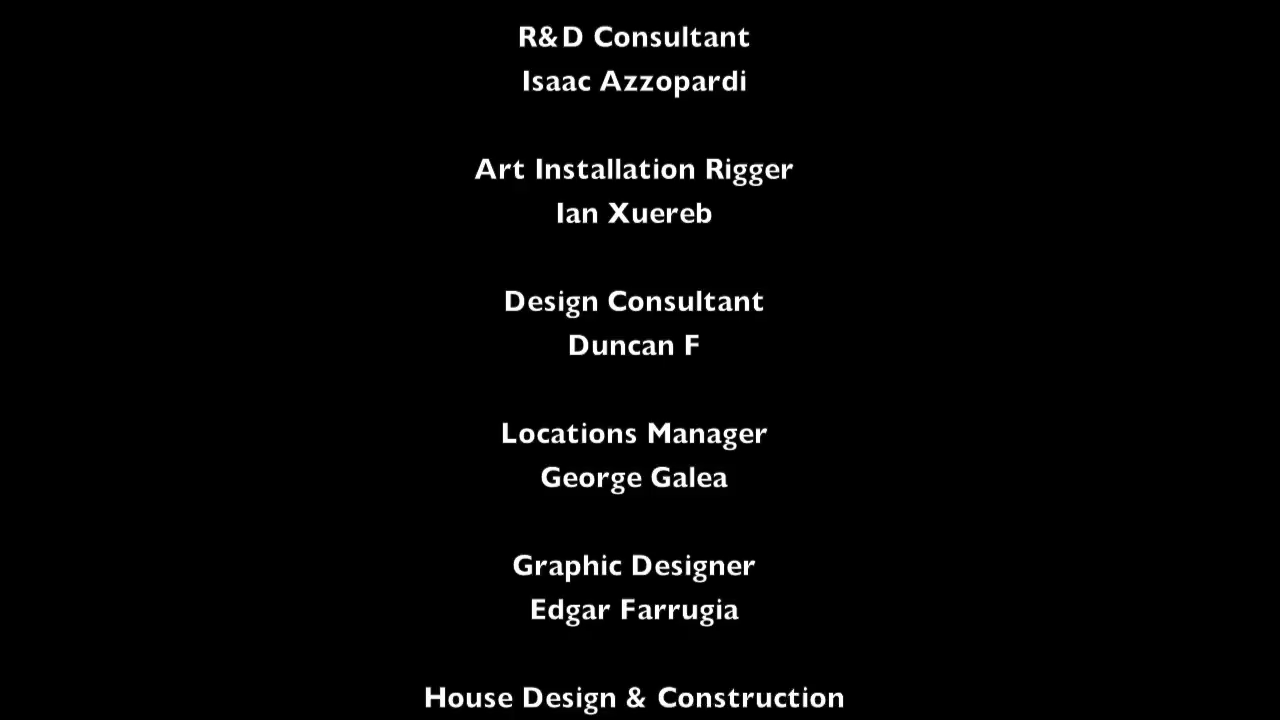 R&D Consultant
Isaac Azzopardi
Art Installation Rigger
Ian Xuereb
Design Consultant
Duncan F
Locations Manager
George Galea
Graphic Designer
Edgar Farrugia
House Design & Construction